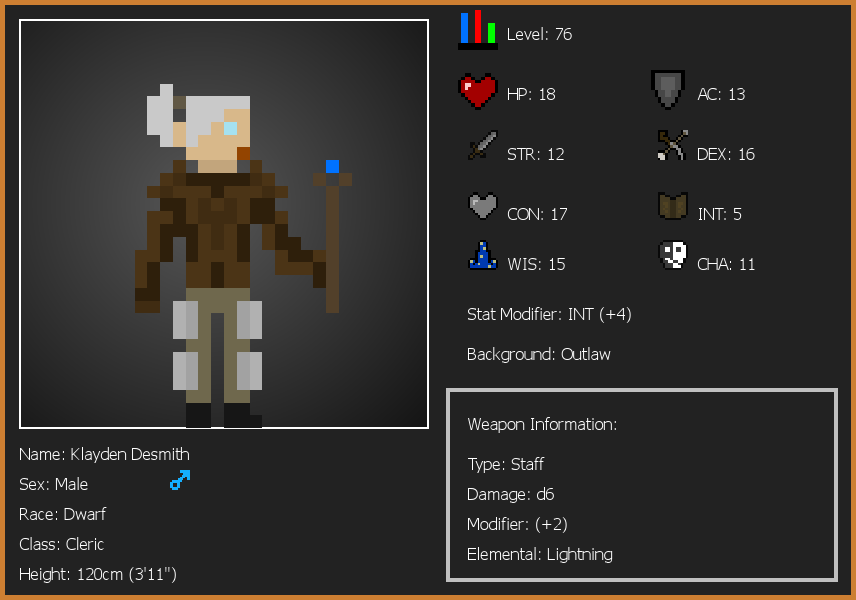 Level: 76
HP: 18
AC: 13
STR: 12
DEX: 16
CON: 17
INT: 5
WIS: 15
CHA: 11
Stat Modifier: INT (+4)
Background: Outlaw
Weapon Information:
Type: Staff
Damage: d6
Modifier: (+2)
Elemental: Lightning
Name: Klayden Desmith
Sex: Male
Race: Dwarf
Class: Cleric
Height: 120cm (3'11")